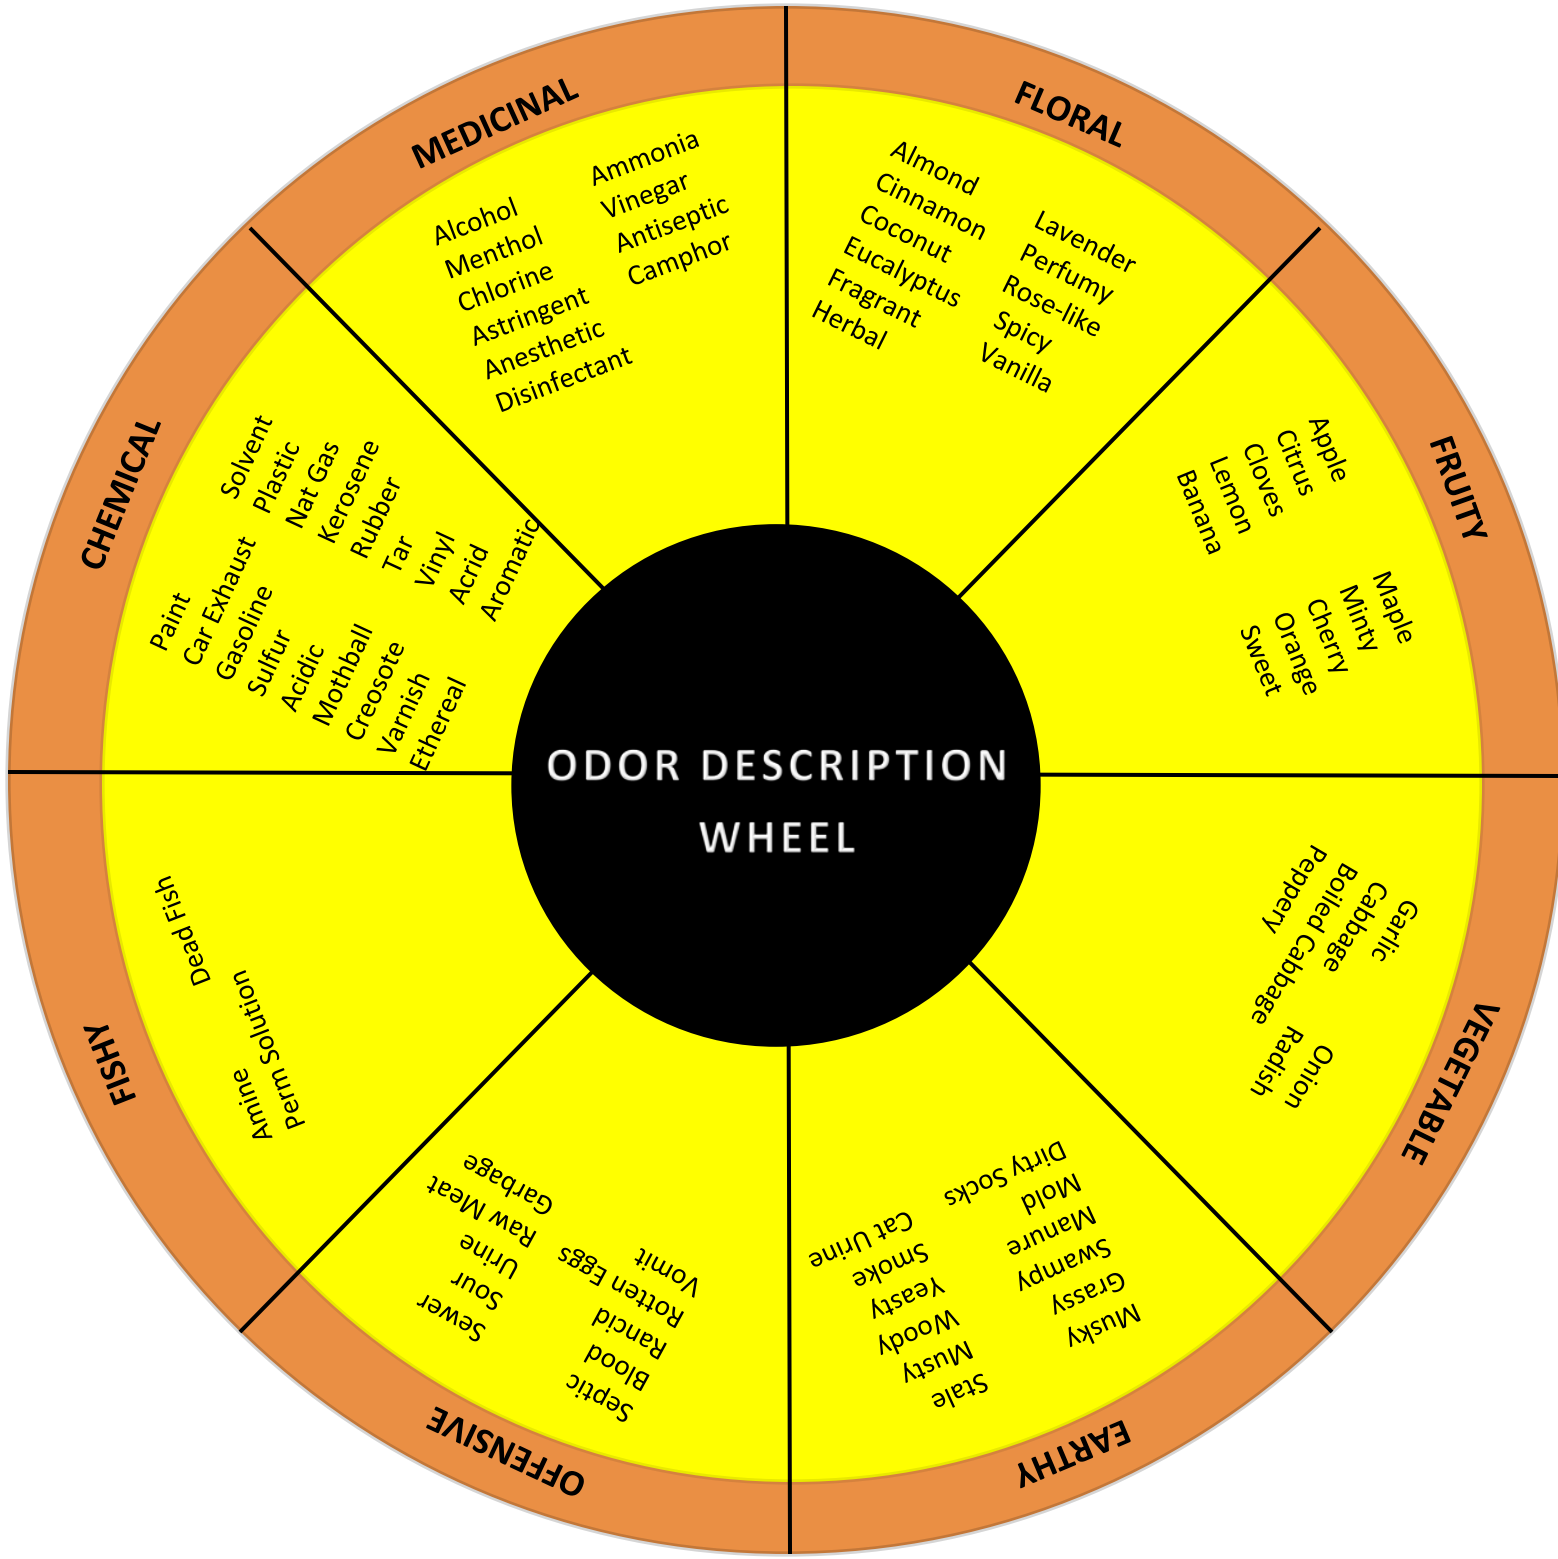 FLORAL
Almond
Cinnamon
Coconut
Eucalyptus
Fragrant
Herbal
Lavender
Perfumy
Rose-like
Spicy
Vanilla
FRUITY
Apple
Citrus
Cloves
Lemon
Banana
Maple
Minty
Cherry
Orange
Sweet
VEGETABLE
Garlic
Cabbage
Boiled Cabbage
Peppery
Onion
Radish
EARTHY
Musky
Grassy
Swampy
Manure
Mold
Dirty Socks
Stale
Musty
Woody
Yeasty
Smoke
Cat Urine
OFFENSIVE
Septic
Blood
Rancid
Rotten Eggs
Vomit
Sewer
Sour
Urine
Raw Meat
Garbage
FISHY
Dead Fish
Amine
Perm Solution
CHEMICAL
Paint
Car Exhaust
Gasoline
Sulfur
Acidic
Mothball
Creosote
Varnish
Ethereal
Solvent
Plastic
Nat Gas
Kerosene
Rubber
Tar
Vinyl
Acrid
Aromatic
MEDICINAL
Alcohol
Menthol
Chlorine
Astringent
Anesthetic
Disinfectant
Ammonia
Vinegar
Antiseptic
Camphor
ODOR DESCRIPTION
WHEEL